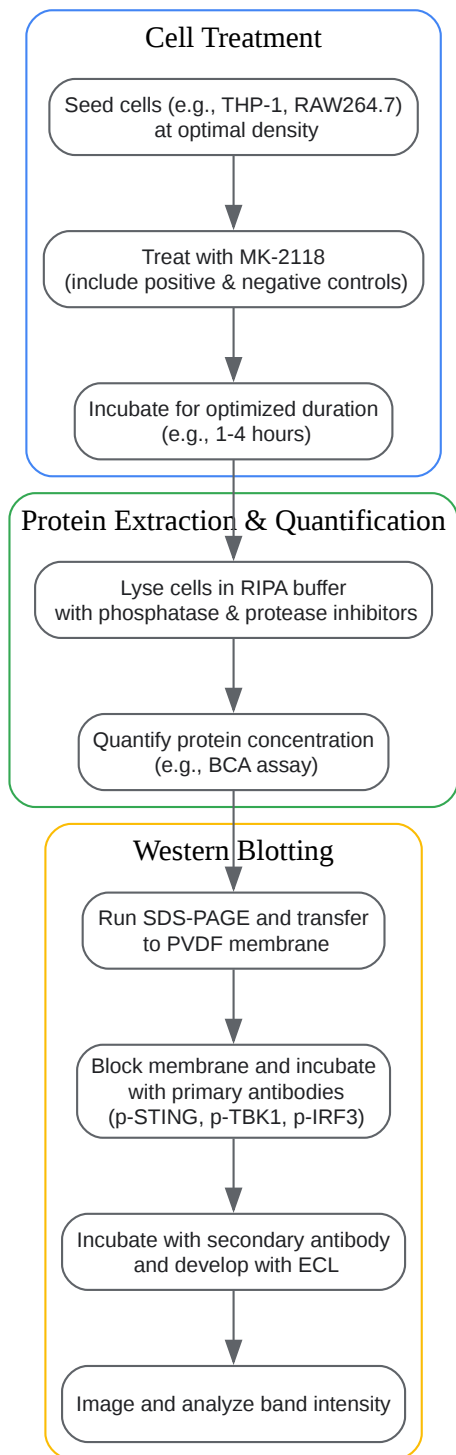 Cell Treatment
Seed cells (e.g., THP-1, RAW264.7)
at optimal density
Treat with MK-2118
(include positive & negative controls)
Incubate for optimized duration
(e.g., 1-4 hours)
Protein Extraction & Quantification
Lyse cells in RIPA buffer
with phosphatase & protease inhibitors
Quantify protein concentration
(e.g., BCA assay)
Western Blotting
Run SDS-PAGE and transfer
to PVDF membrane
Block membrane and incubate
with primary antibodies
(p-STING, p-TBK1, p-IRF3)
Incubate with secondary antibody
and develop with ECL
Image and analyze band intensity